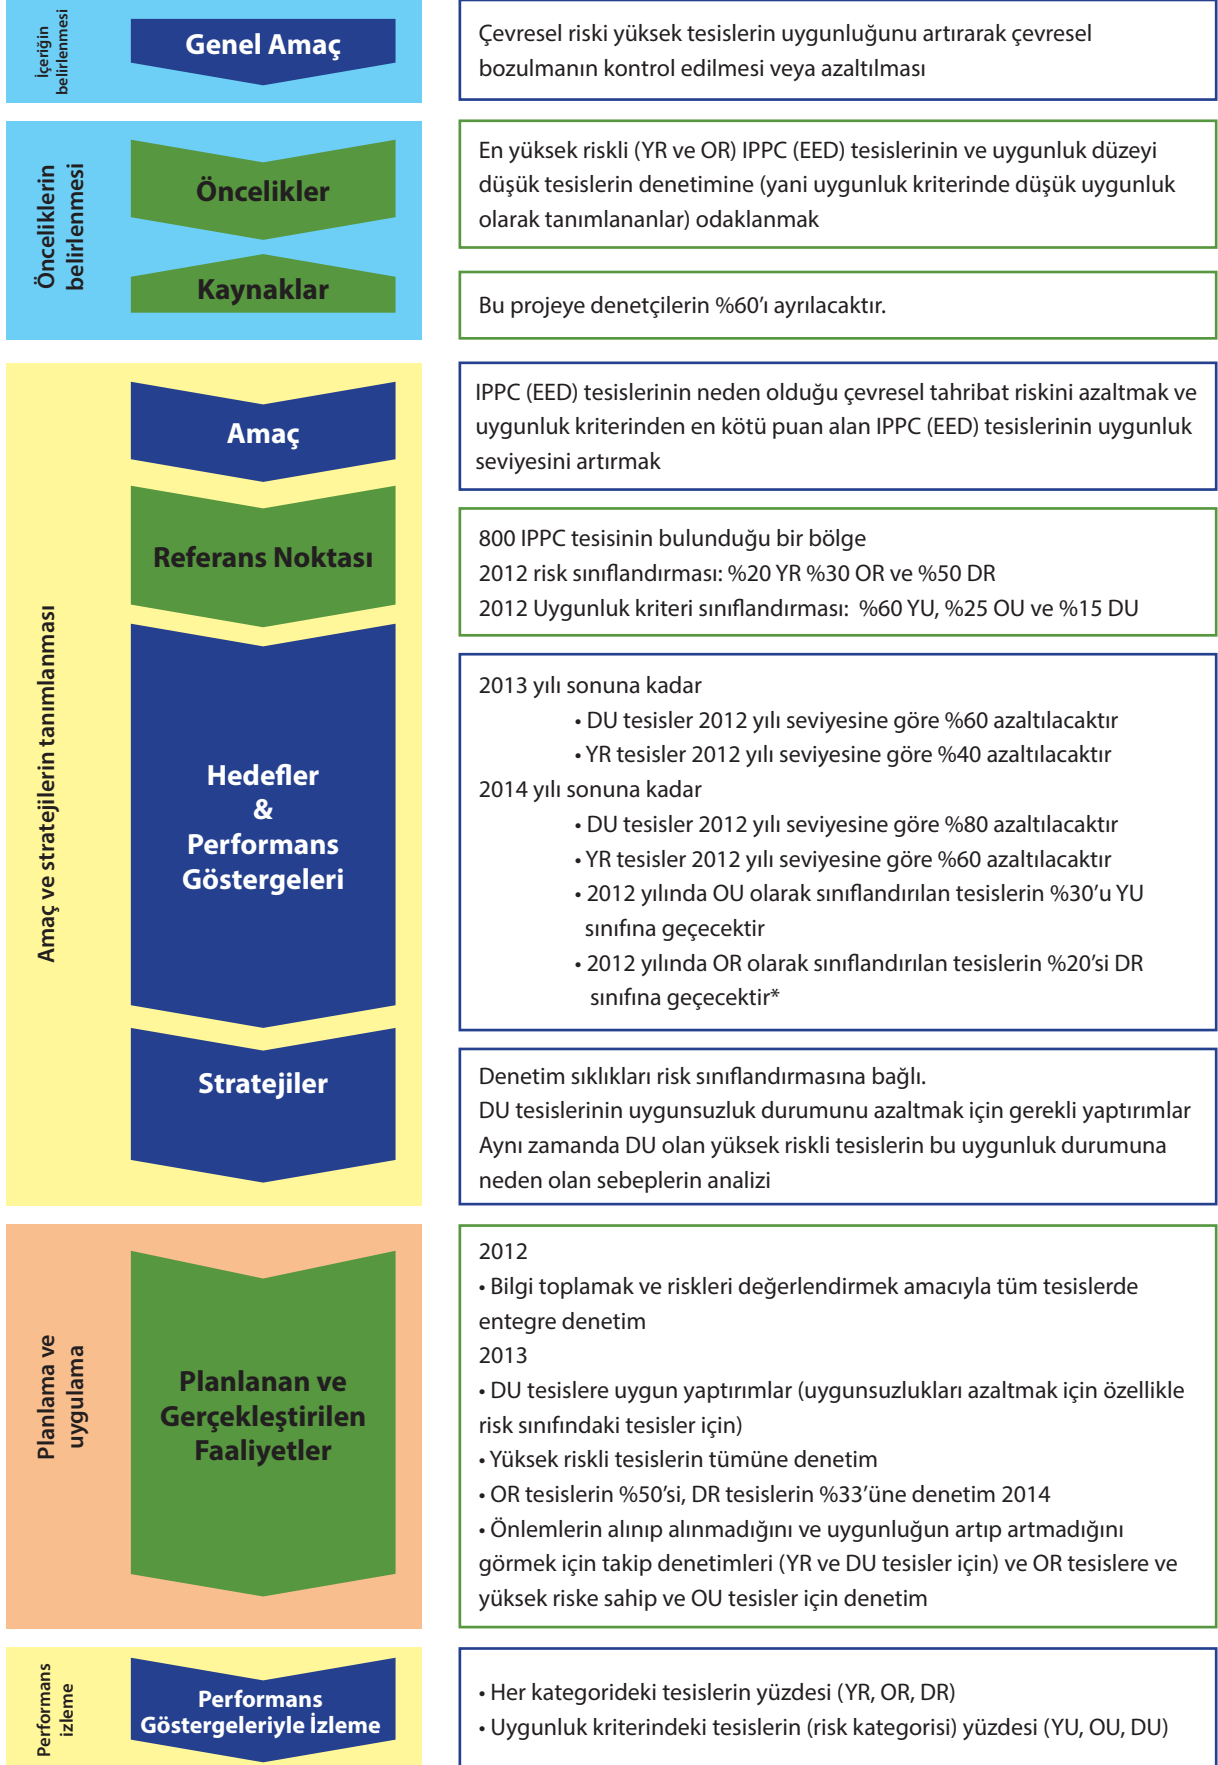 İçeriğin
belirlenmesi
Genel Amaç
Çevresel riski yüksek tesislerin uygunluğunu artırarak çevresel
bozulmanın kontrol edilmesi veya azaltılması
Önceliklerin
belirlenmesi
Öncelikler
En yüksek riskli (YR ve OR) IPPC (EED) tesislerinin ve uygunluk düzeyi
düşük tesislerin denetimine (yani uygunluk kriterinde düşük uygunluk
olarak tanımlananlar) odaklanmak
Kaynaklar
Bu projeye denetçilerin %60’ı ayrılacaktır.
Amaç ve stratejilerin tanımlanması
Amaç
IPPC (EED) tesislerinin neden olduğu çevresel tahribat riskini azaltmak ve
uygunluk kriterinden en kötü puan alan IPPC (EED) tesislerinin uygunluk
seviyesini artırmak
Referans Noktası
800 IPPC tesisinin bulunduğu bir bölge
2012 risk sınıflandırması: %20 YR %30 OR ve %50 DR
2012 Uygunluk kriteri sınıflandırması: %60 YU, %25 OU ve %15 DU
Hedefler
&
Performans
Göstergeleri
2013 yılı sonuna kadar
• DU tesisler 2012 yılı seviyesine göre %60 azaltılacaktır
• YR tesisler 2012 yılı seviyesine göre %40 azaltılacaktır
2014 yılı sonuna kadar
• DU tesisler 2012 yılı seviyesine göre %80 azaltılacaktır
• YR tesisler 2012 yılı seviyesine göre %60 azaltılacaktır
• 2012 yılında OU olarak sınıflandırılan tesislerin %30’u YU
sınıfına geçecektir
• 2012 yılında OR olarak sınıflandırılan tesislerin %20’si DR
sınıfına geçecektir*
Stratejiler
Denetim sıklıkları risk sınıflandırmasına bağlı.
DU tesislerinin uygunsuzluk durumunu azaltmak için gerekli yaptırımlar
Aynı zamanda DU olan yüksek riskli tesislerin bu uygunluk durumuna
neden olan sebeplerin analizi
Planlama ve
uygulama
Planlanan ve
Gerçekleştirilen
Faaliyetler
2012
• Bilgi toplamak ve riskleri değerlendirmek amacıyla tüm tesislerde
entegre denetim
2013
• DU tesislere uygun yaptırımlar (uygunsuzlukları azaltmak için özellikle
risk sınıfındaki tesisler için)
• Yüksek riskli tesislerin tümüne denetim
• OR tesislerin %50’si, DR tesislerin %33’üne denetim 2014
• Önlemlerin alınıp alınmadığını ve uygunluğun artıp artmadığını
görmek için takip denetimleri (YR ve DU tesisler için) ve OR tesislere ve
yüksek riske sahip ve OU tesisler için denetim
Performans
izleme
Performans
Göstergeleriyle İzleme
• Her kategorideki tesislerin yüzdesi (YR, OR, DR)
• Uygunluk kriterindeki tesislerin (risk kategorisi) yüzdesi (YU, OU, DU)